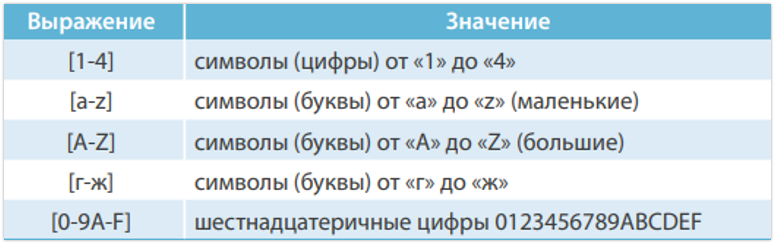 Выражение Значение
[1-4] символы (цифры) от «1» до «4»
[a-z] символы (буквы) от «a» до «z» (маленькие)
[A-Z] символы (буквы) от «A» до «Z» (большие)
[г-ж] символы (буквы) от «г» до «ж»
[0-9A-F] шестнадцатеричные цифры 0123456789ABCDEF